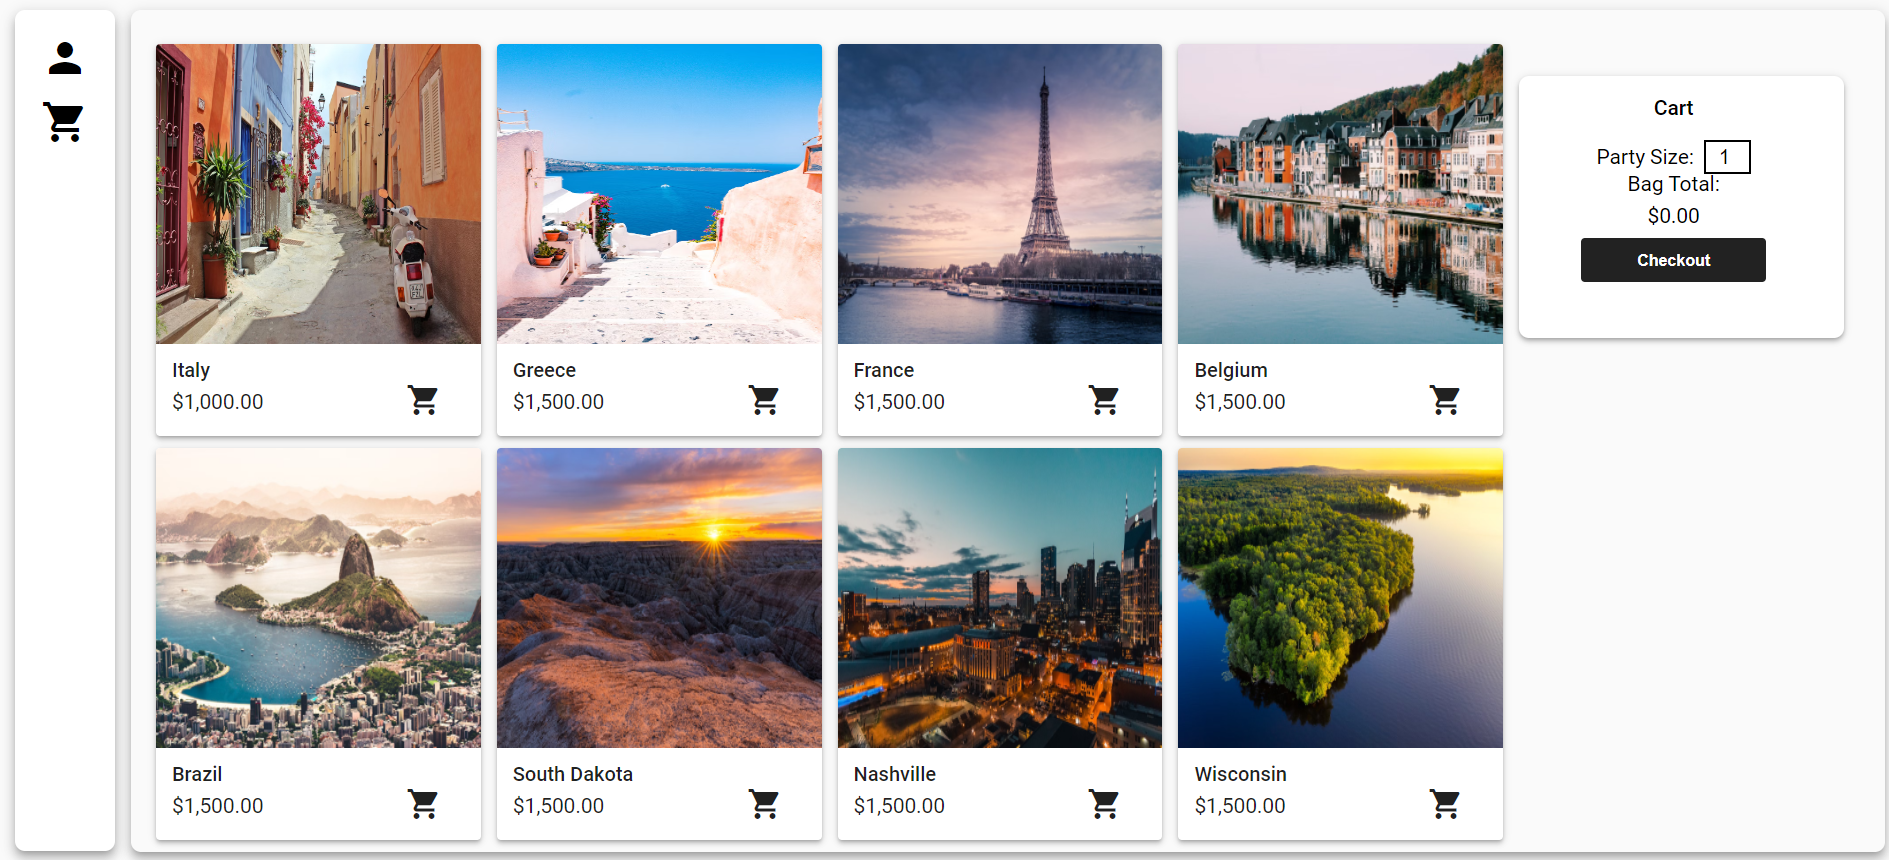 Italy
$1,000.00
Greece
$1,500.00
France
$1,500.00
Belgium
$1,500.00
Cart
Party Size: 1
Bag Total:
$0.00
Checkout
Brazil
$1,500.00
South Dakota
$1,500.00
Nashville
$1,500.00
Wisconsin
$1,500.00